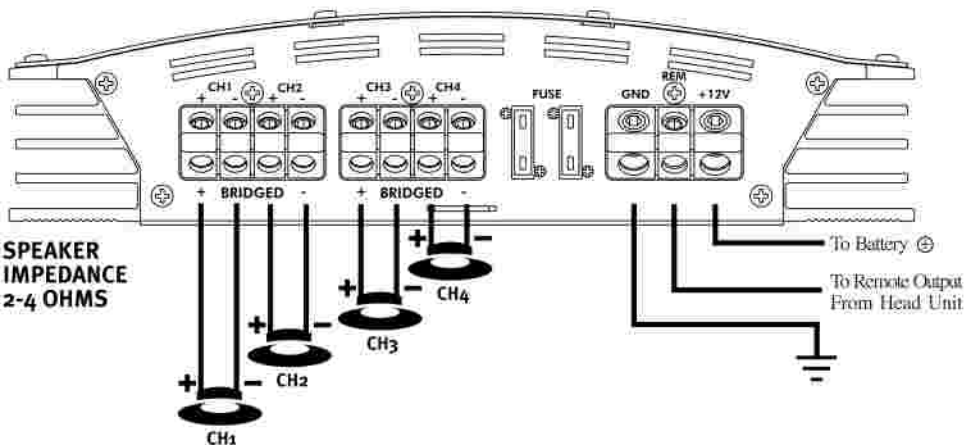 CH1 CH2 CH3 CH4 FUSE GND REM +12V
+ - + - + - + -
+ BRIDGED - + BRIDGED -
SPEAKER
IMPEDANCE
2-4 OHMS
To Battery ⊕
To Remote Output
From Head Unit
+ - CH4
+ - CH3
+ - CH2
+ - CH1